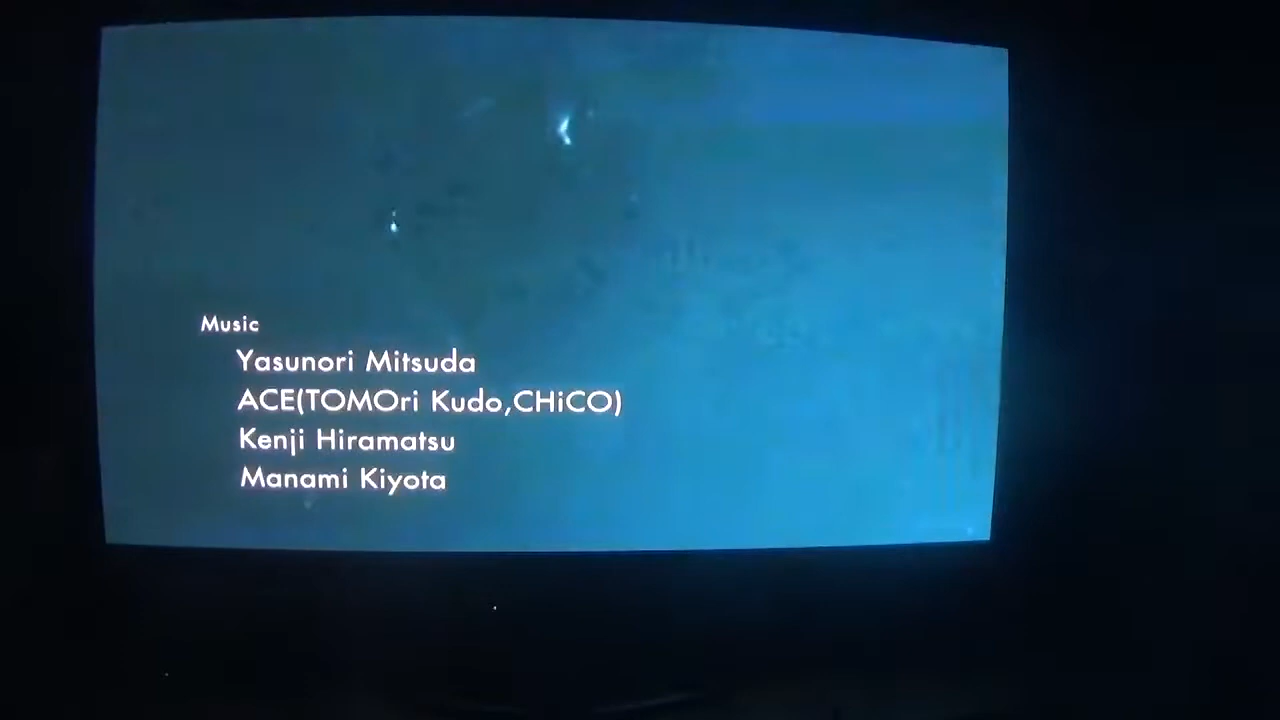 Music
Yasunori Mitsuda
ACE(TOMOri Kudo,CHiCO)
Kenji Hiramatsu
Manami Kiyota